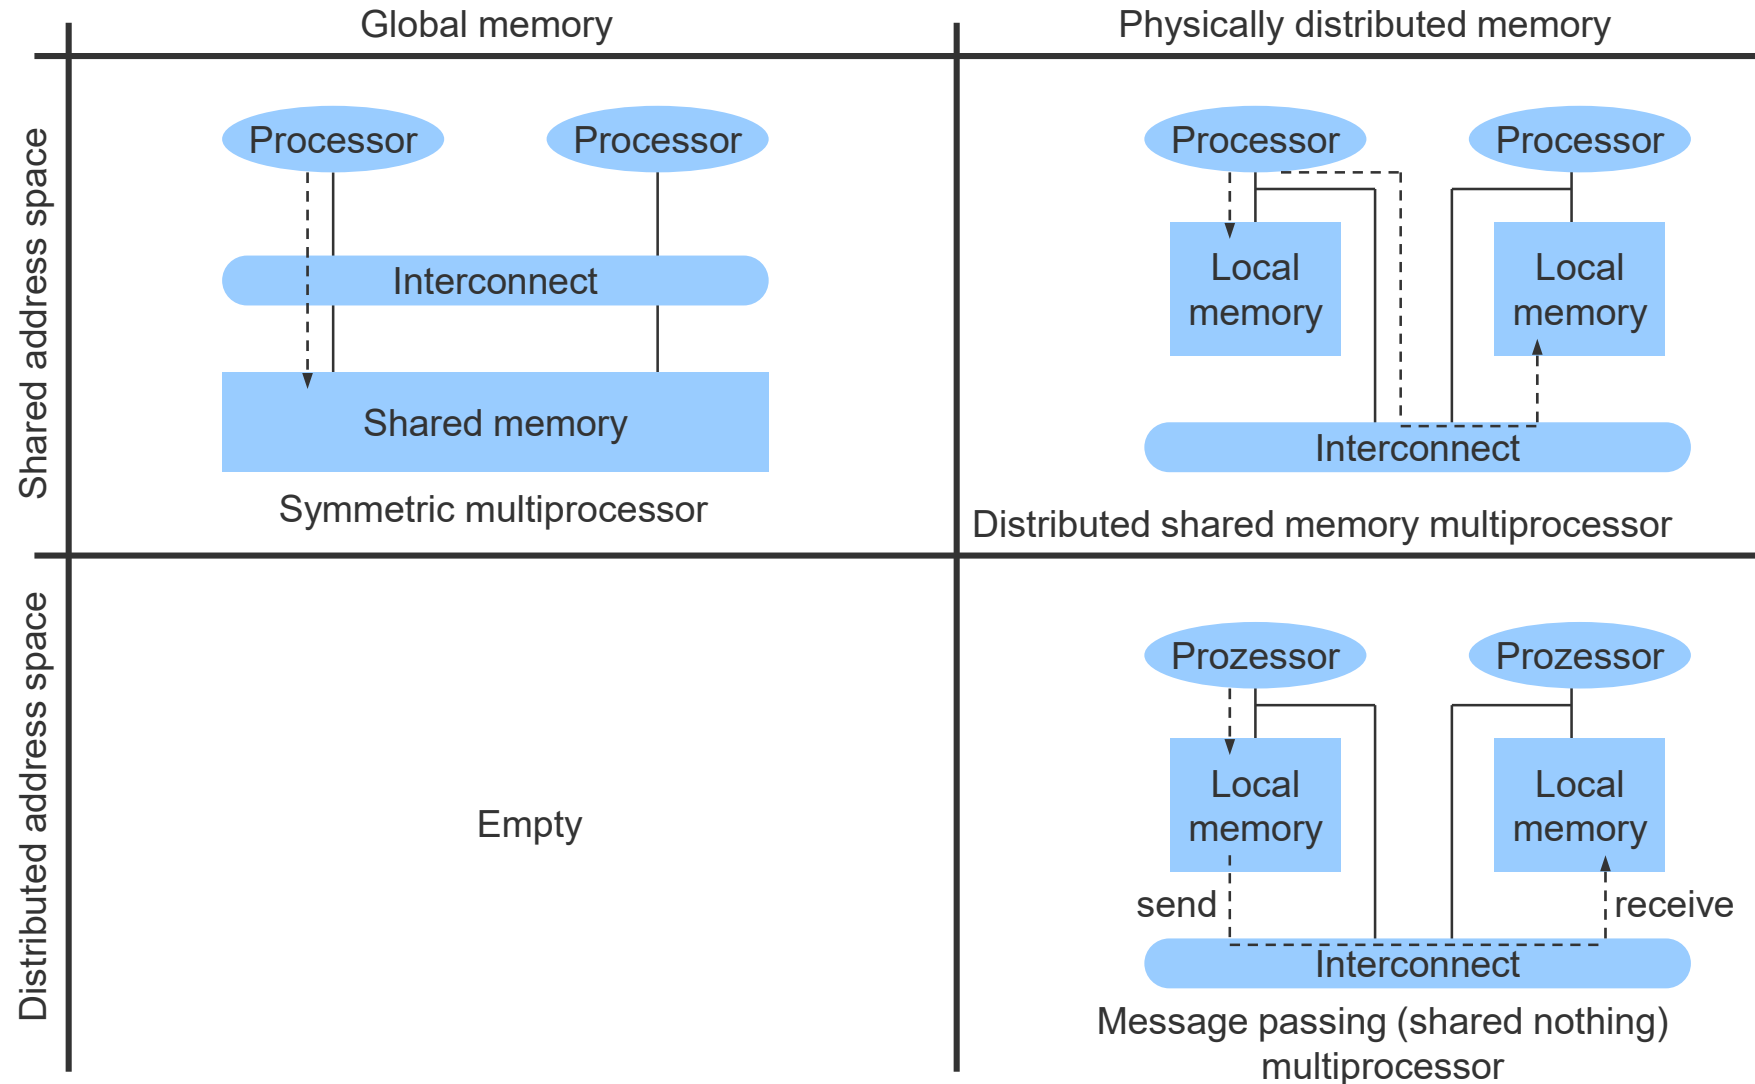 Global memory
Physically distributed memory
Shared address space
Processor
Processor
Interconnect
Shared memory
Symmetric multiprocessor
Processor
Processor
Local
memory
Local
memory
Interconnect
Distributed shared memory multiprocessor
Distributed address space
Empty
Prozessor
Prozessor
Local
memory
Local
memory
send
receive
Interconnect
Message passing (shared nothing)
multiprocessor